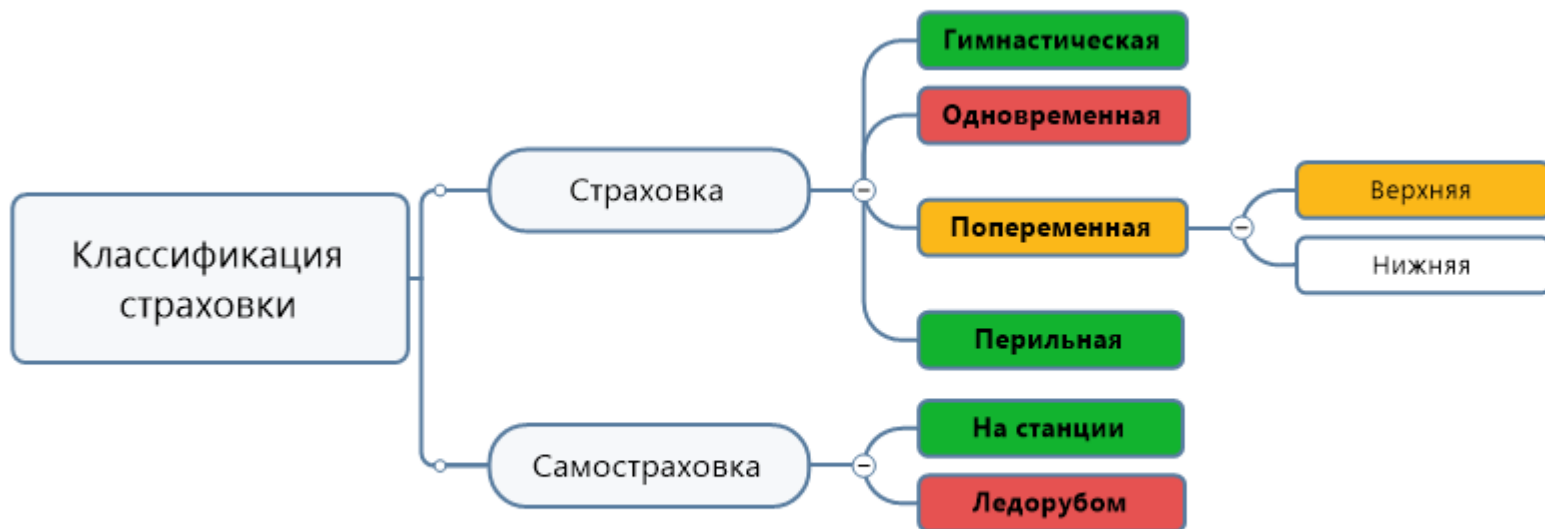 Классификация
страховки
Страховка
Гимнастическая
Одновременная
Попеременная
Верхняя
Нижняя
Перильная
Самостраховка
На станции
Ледорубом